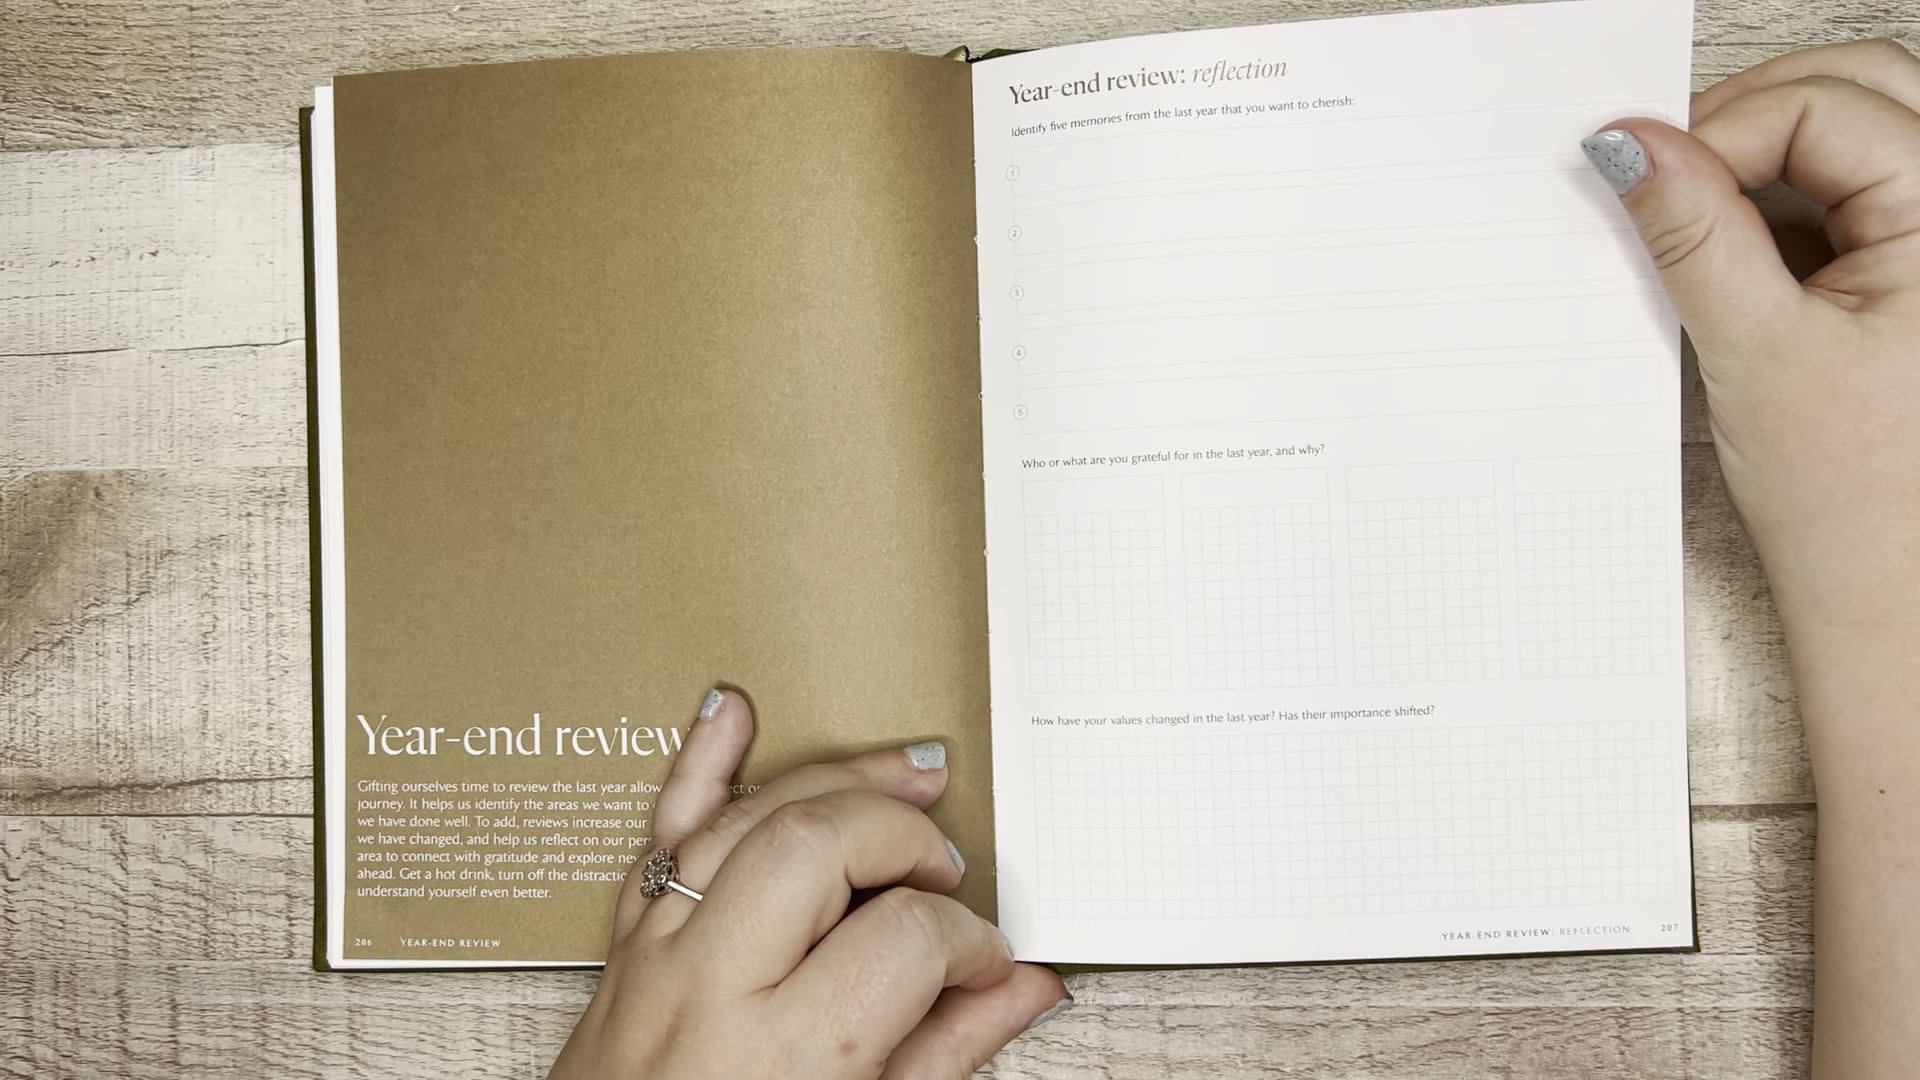 Year-end review
Gifting ourselves time to review the last year allow
journey. It helps us identify the areas we want to
we have done well. To add, reviews increase our
we have changed, and help us reflect on our per
area to connect with gratitude and explore new
ahead. Get a hot drink, turn off the distractio
understand yourself even better.
206 YEAR-END REVIEW
Year-end review: reflection
Identify five memories from the last year that you want to cherish:
1
2
3
4
5
Who or what are you grateful for in the last year, and why?
How have your values changed in the last year? Has their importance shifted?
YEAR-END REVIEW: REFLECTION 207